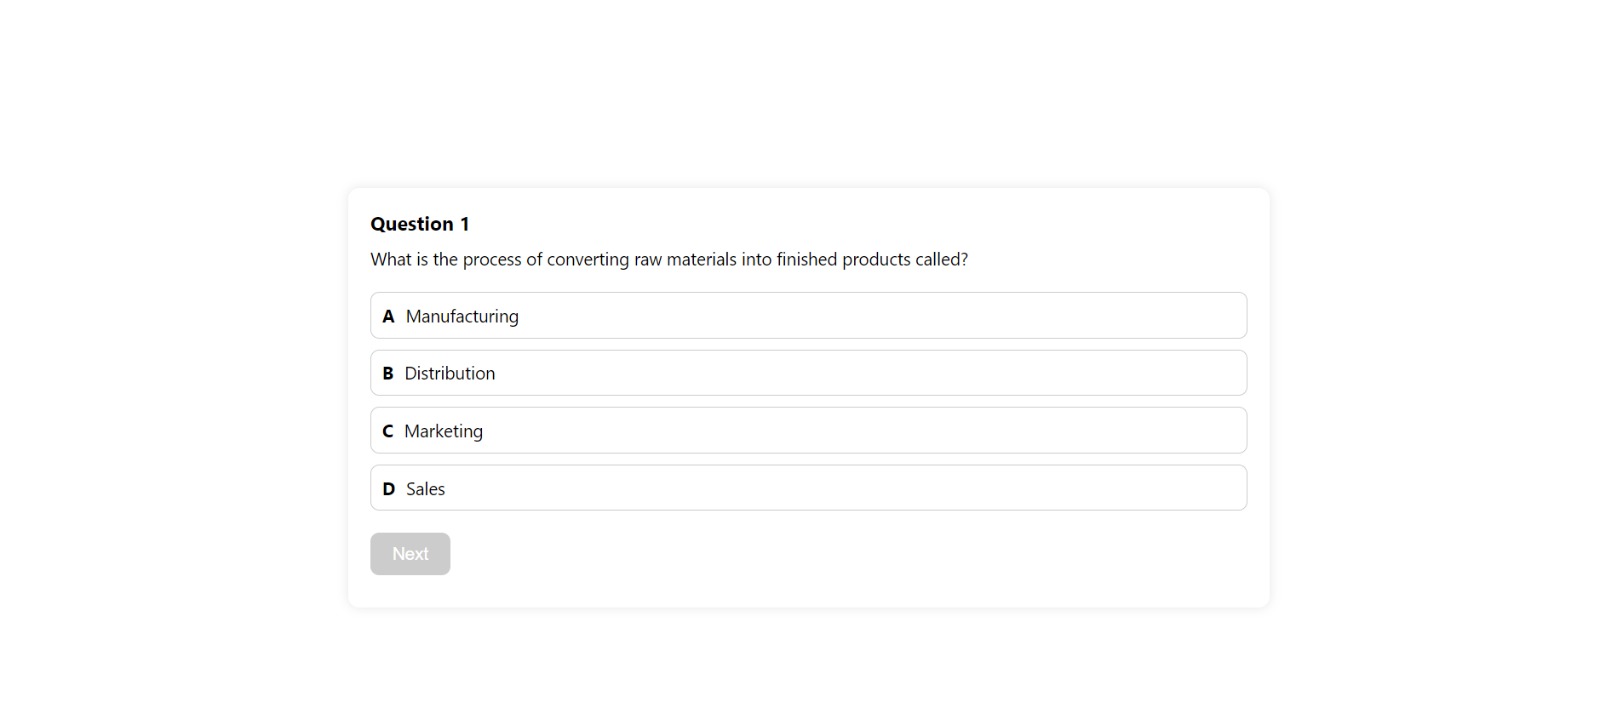 Question 1
What is the process of converting raw materials into finished products called?
A Manufacturing
B Distribution
C Marketing
D Sales
Next